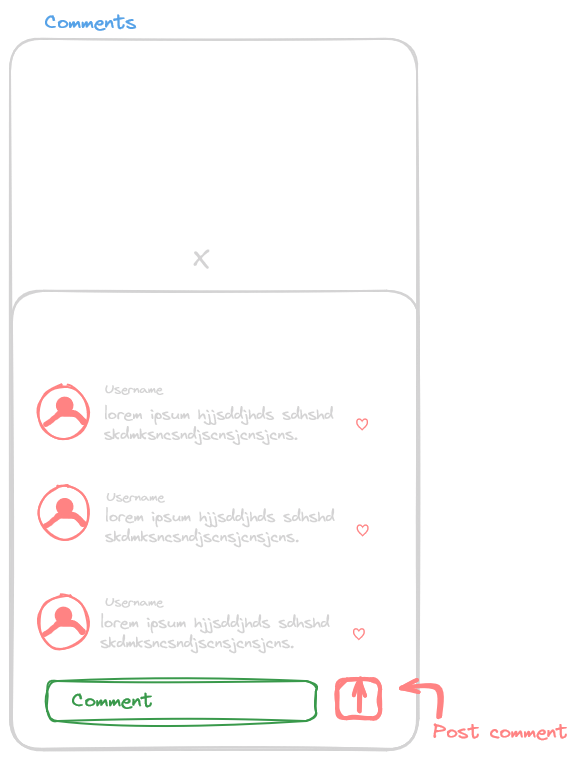 Comments
x
Username
lorem ipsum hjjsddjhds sdhshd
skdmksncsndjscnsjcnsjcns.
Username
lorem ipsum hjjsddjhds sdhshd
skdmksncsndjscnsjcnsjcns.
Username
lorem ipsum hjjsddjhds sdhshd
skdmksncsndjscnsjcnsjcns.
Comment
Post comment